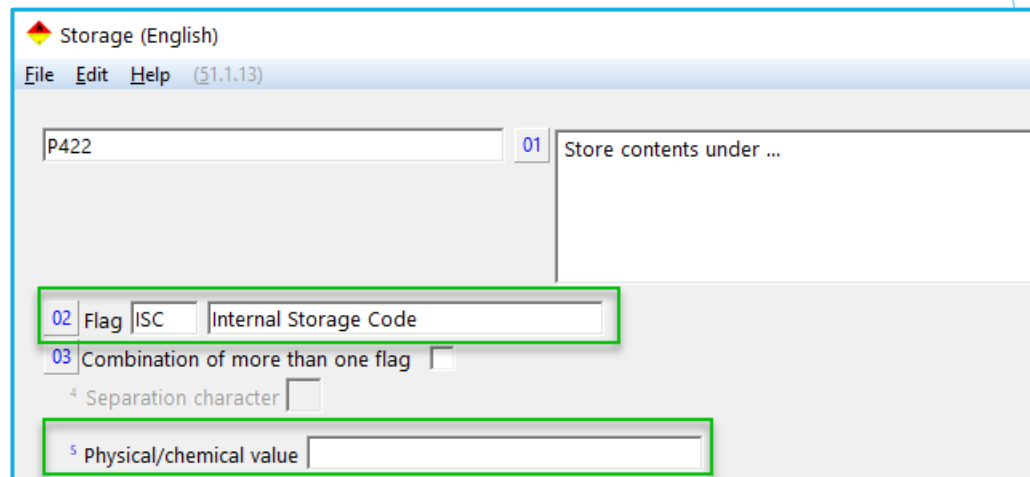 Storage (English)
File Edit Help (51.1.13)
P422 01 Store contents under ...
02 Flag ISC Internal Storage Code
03 Combination of more than one flag
4 Separation character
5 Physical/chemical value